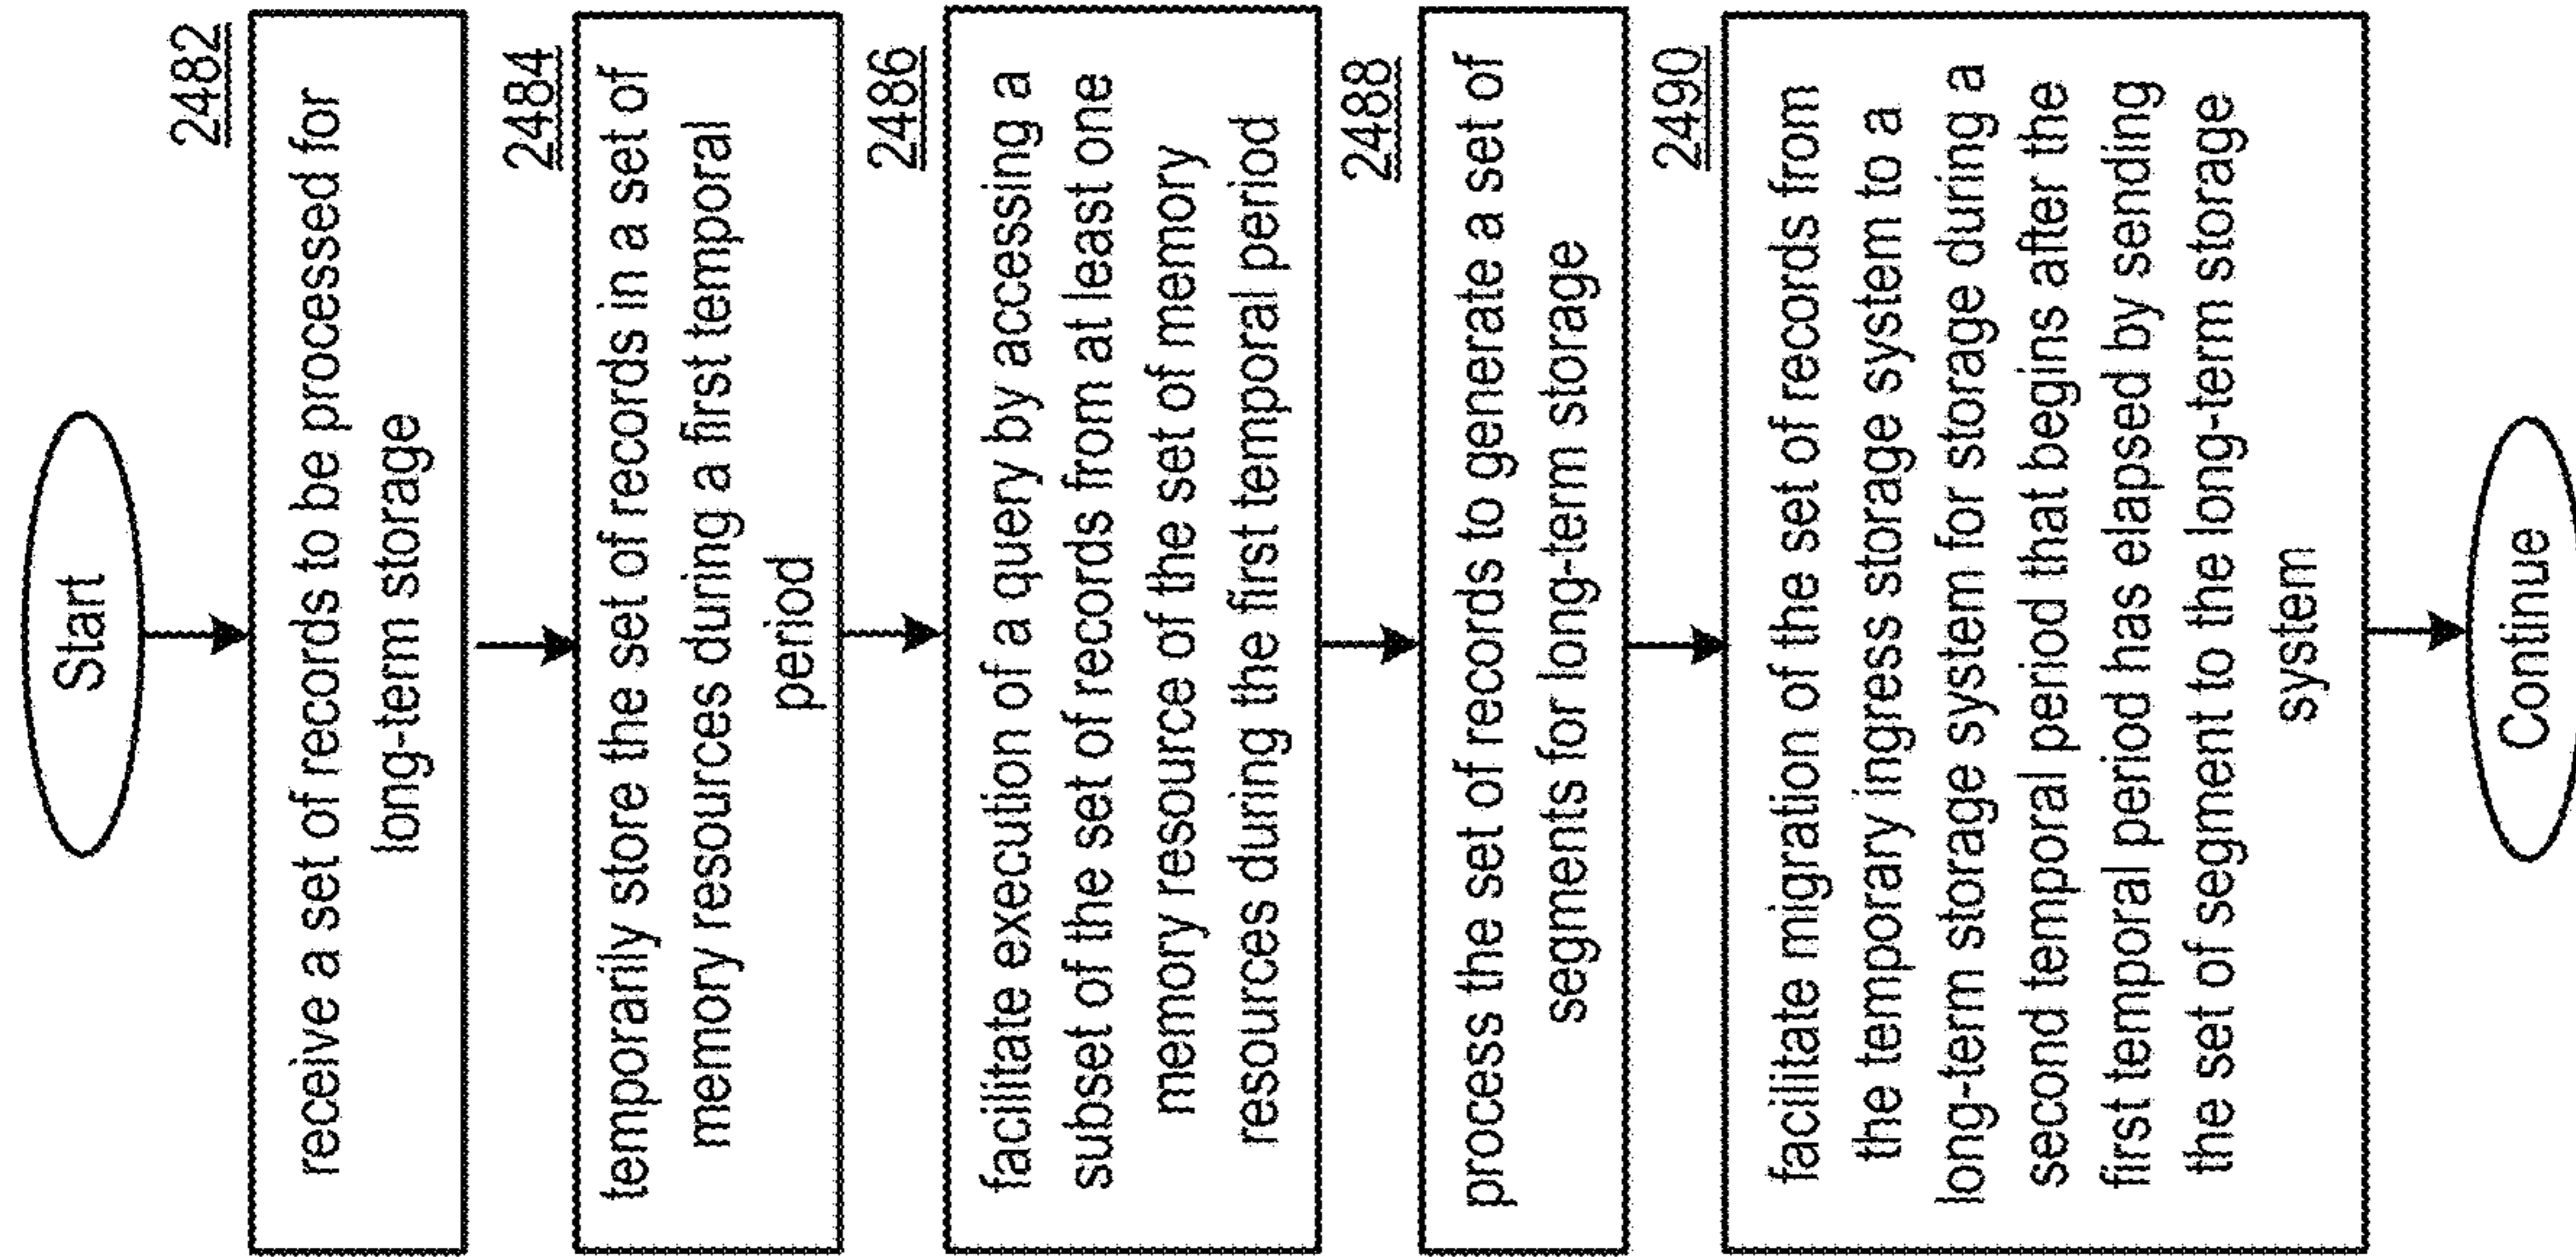 Start
2482
receive a set of records to be processed for
long-term storage
2484
temporarily store the set of records in a set of
memory resources during a first temporal
period
2486
facilitate execution of a query by accessing a
subset of the set of records from at least one
memory resource of the set of memory
resources during the first temporal period
2488
process the set of records to generate a set of
segments for long-term storage
2490
facilitate migration of the set of records from
the temporary ingress storage system to a
long-term storage system for storage during a
second temporal period that begins after the
first temporal period has elapsed by sending
the set of segment to the long-term storage
system
Continue